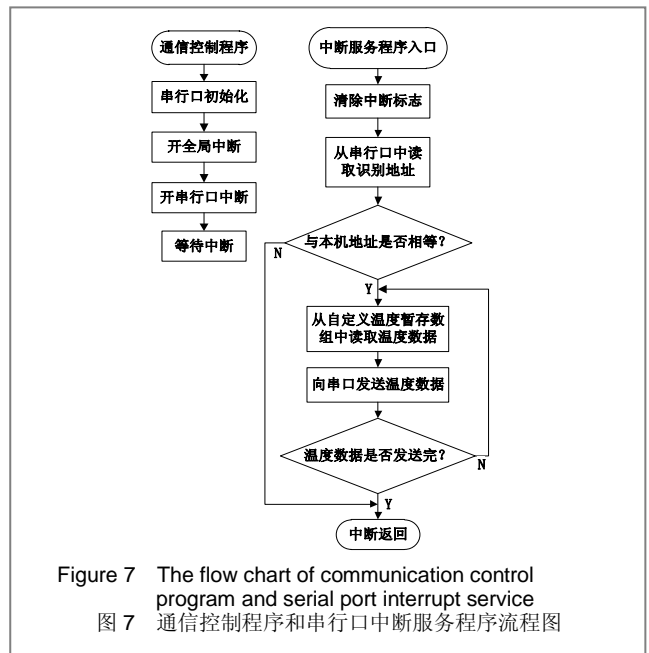 通信控制程序
串行口初始化
开全局中断
开串行口中断
等待中断
中断服务程序入口
清除中断标志
从串行口中读
取识别地址
与本机地址是否相等?
N
Y
从自定义温度暂存数
组中读取温度数据
向串口发送温度数据
温度数据是否发送完?
N
Y
中断返回
Figure 7 The flow chart of communication control
program and serial port interrupt service
图 7 通信控制程序和串行口中断服务程序流程图